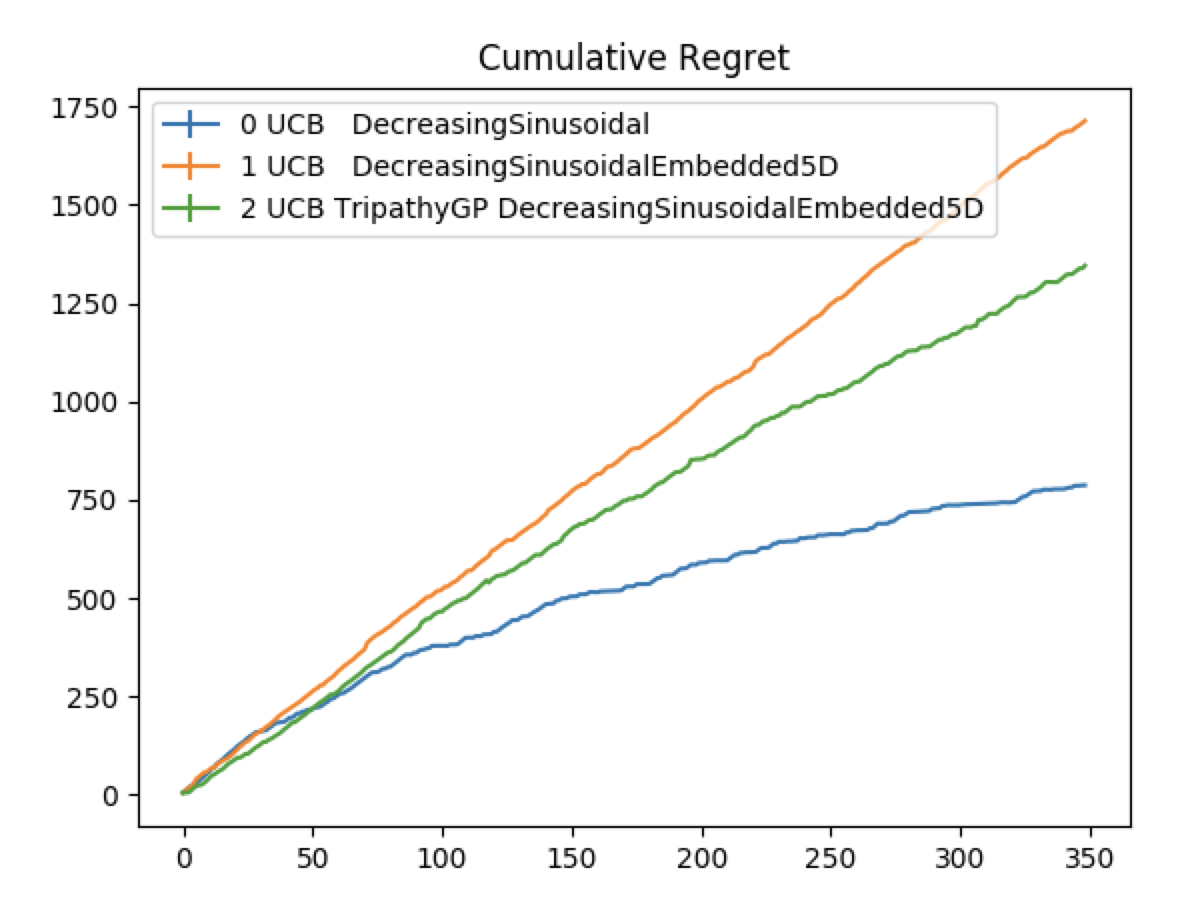 Cumulative Regret
1750
1500
1250
1000
750
500
250
0
0 UCB DecreasingSinusoidal
1 UCB DecreasingSinusoidalEmbedded5D
2 UCB TripathyGP DecreasingSinusoidalEmbedded5D
0 50 100 150 200 250 300 350